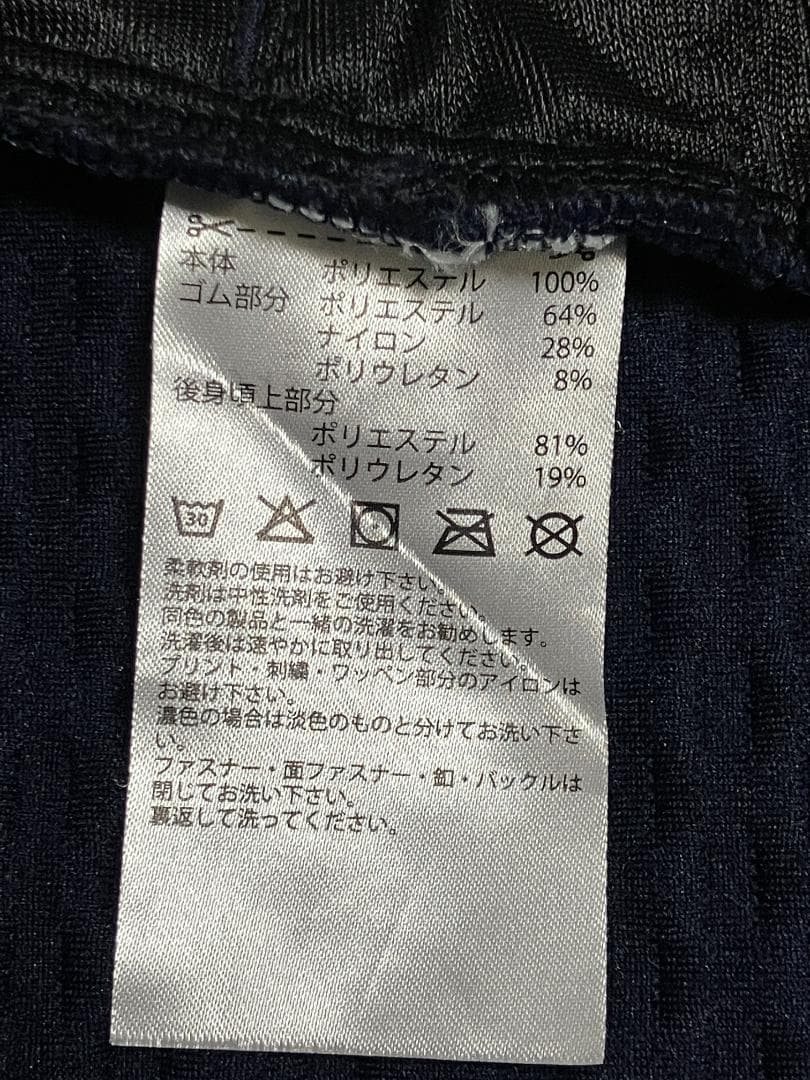 本体 ポリエステル 100%
ゴム部分 ポリエステル 64%
ナイロン 28%
ポリウレタン 8%
後身頃上部分
ポリエステル 81%
ポリウレタン 19%
30
柔軟剤の使用はお避け下さい。
洗剤は中性洗剤をご使用ください。
同色の製品と一緒の洗濯をお勧めします。
洗濯後は速やかに取り出してください。
プリント・刺繍・ワッペン部分のアイロンは
お避け下さい。
濃色の場合は淡色のものと分けてお洗い下さ
い。
ファスナー・面ファスナー・釦・バックルは
閉じてお洗い下さい。
裏返して洗ってください。